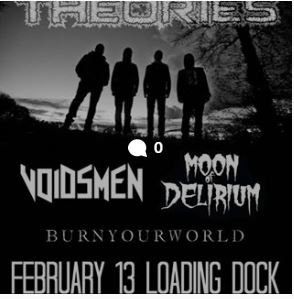 THEORIES
0
VOIDSMEN
MOON
OF
DELIRIUM
BURNYOURWORLD
FEBRUARY 13 LOADING DOCK